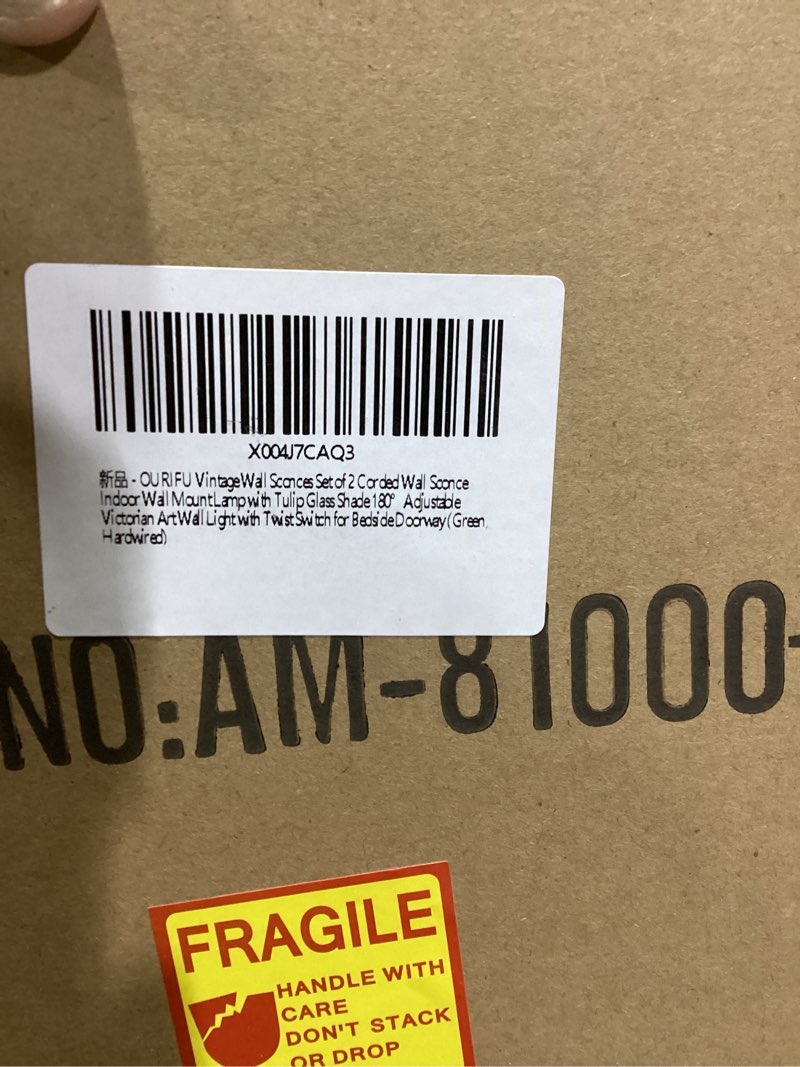 X004J7CAQ3
新品 - OURIFU Vintage Wall Sconces Set of 2 Corded Wall Sconce
Indoor Wall Mount Lamp with Tulip Glass Shade 180° Adjustable
Victorian Art Wall Light with Twist Switch for Bedside Doorway (Green,
Hardwired)
NO:AM-81000-
FRAGILE
HANDLE WITH
CARE
DON'T STACK
OR DROP